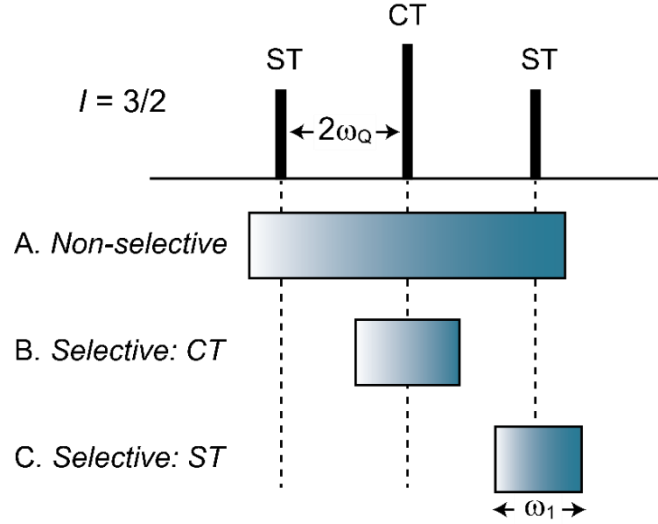 CT
ST ST
I = 3/2
2ωQ
A. Non-selective
B. Selective: CT
C. Selective: ST
ω1